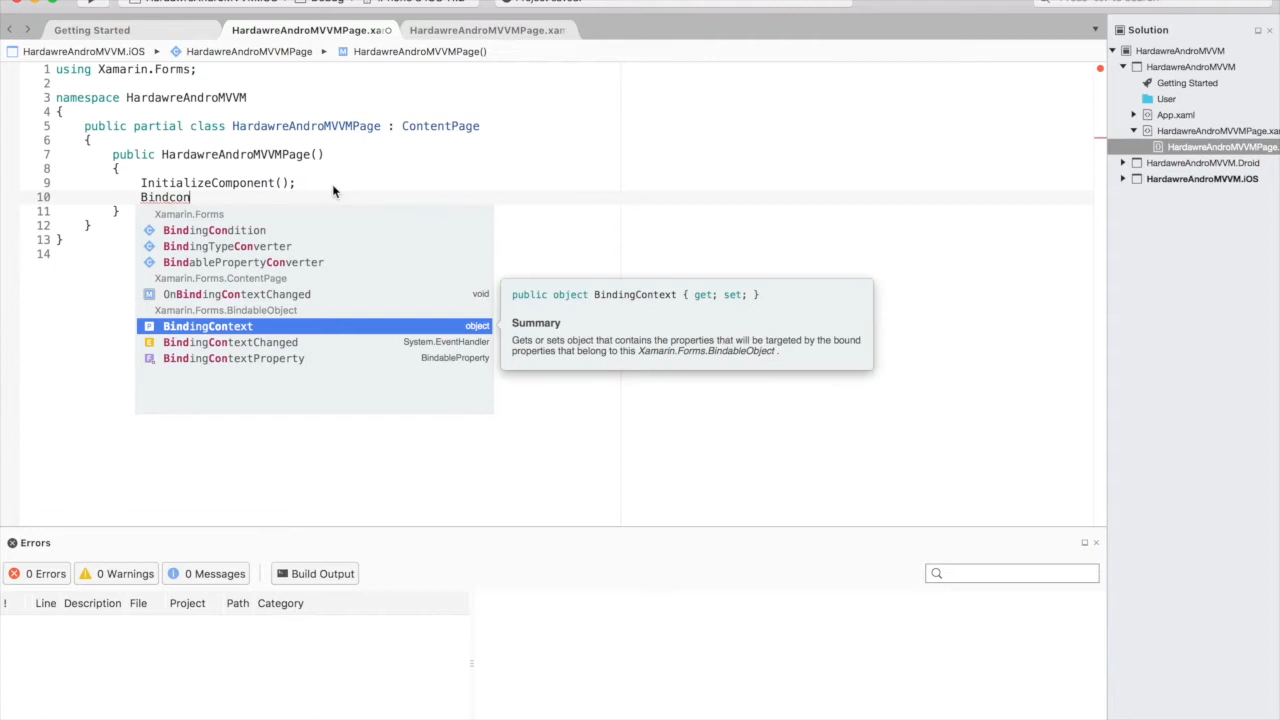 Getting Started
HardawreAndroMVVMPage.xa
HardawreAndroMVVMPage.xan
Solution
HardawreAndroMVVM.iOS
HardawreAndroMVVMPage
HardawreAndroMVVMPage()
HardawreAndroMVVM
HardawreAndroMVVM
Getting Started
User
App.xaml
HardawreAndroMVVMPage.xa
HardawreAndroMVVMPage.
HardawreAndroMVVM.Droid
HardawreAndroMVVM.iOS
1 using Xamarin.Forms;
2
3 namespace HardawreAndroMVVM
4 {
5 public partial class HardawreAndroMVVMPage : ContentPage
6 {
7 public HardawreAndroMVVMPage()
8 {
9 InitializeComponent();
10 Bindcon
11 }
12 }
13 }
14
Xamarin.Forms
BindingCondition
BindingTypeConverter
BindablePropertyConverter
Xamarin.Forms.ContentPage
OnBindingContextChanged void
Xamarin.Forms.BindableObject
BindingContext object
BindingContextChanged System.EventHandler
BindingContextProperty BindableProperty
public object BindingContext { get; set; }
Summary
Gets or sets object that contains the properties that will be targeted by the bound
properties that belong to this Xamarin.Forms.BindableObject .
Errors
0 Errors
0 Warnings
0 Messages
Build Output
! Line Description File Project Path Category